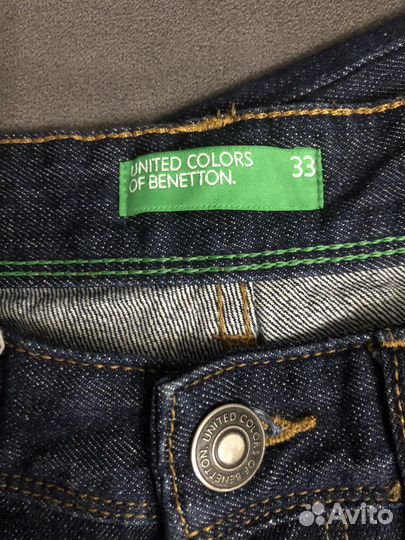 UNITED COLORS 33
OF BENETTON.
UNITED COLORS OF BENETTON
Avito